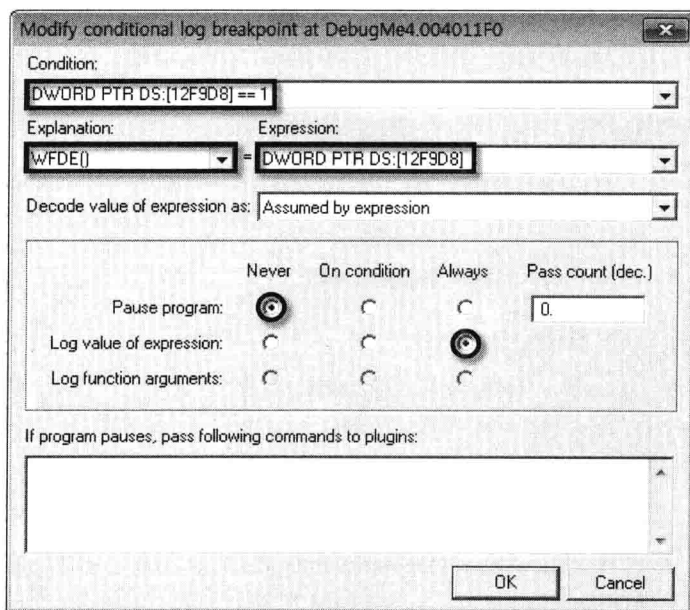 Modify conditional log breakpoint at DebugMe4.004011F0
Condition:
DWORD PTR DS:[12F9D8] == 1
Explanation: Expression:
WFDE() = DWORD PTR DS:[12F9D8]
Decode value of expression as: Assumed by expression
Never On condition Always Pass count (dec.)
Pause program: 0.
Log value of expression:
Log function arguments:
If program pauses, pass following commands to plugins:
OK Cancel